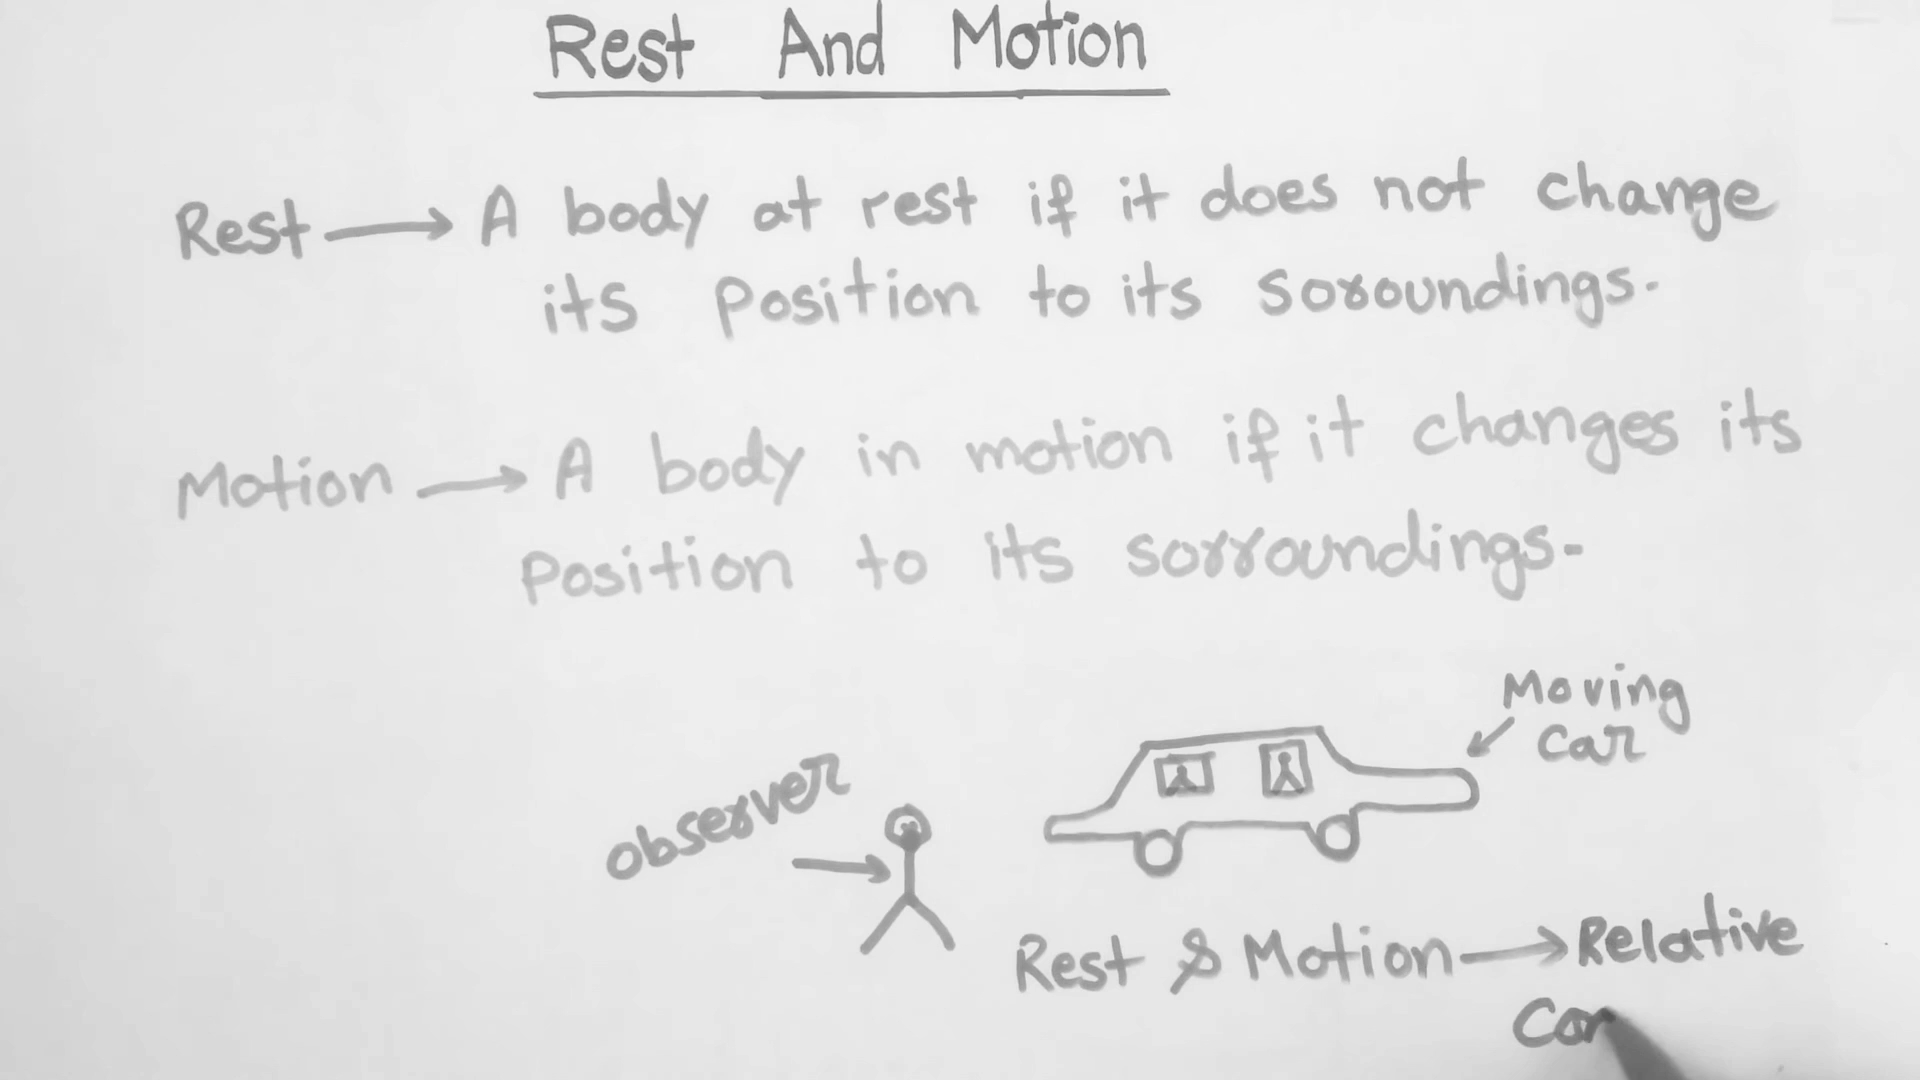 Rest And Motion
Rest → A body at rest if it does not change
its position to its soroundings.
Motion → A body in motion if it changes its
position to its sorroundings.
Moving
Car
observer
Rest & Motion → Relative